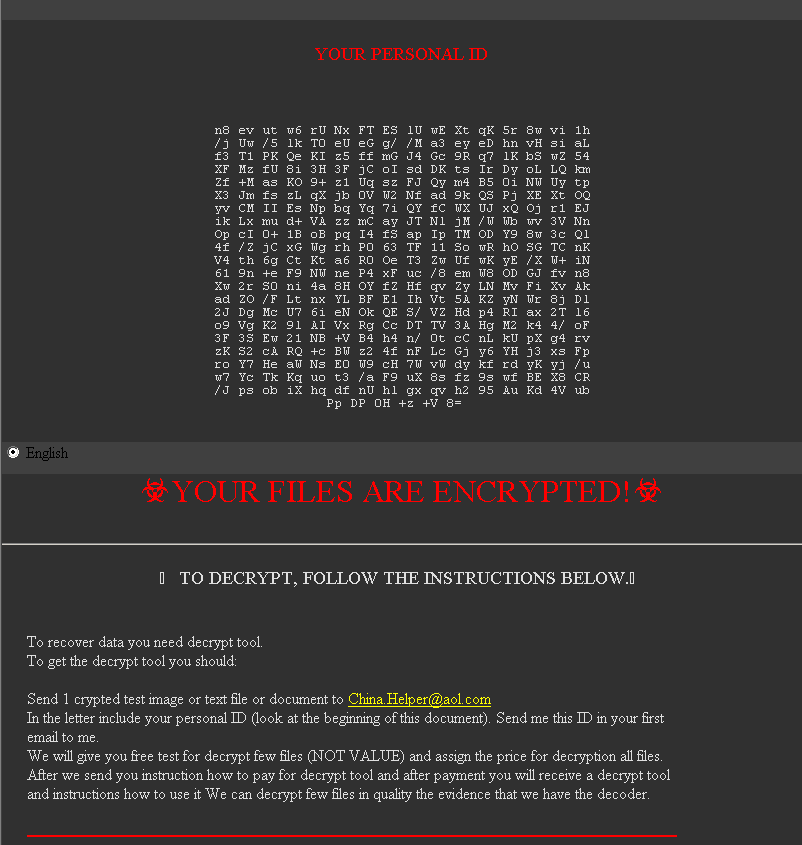 YOUR PERSONAL ID
n8 ev ut w6 rU Nx FT ES lU wE Xt qK 5r 8w vi 1h
/j Uw /5 lk T0 eU eG g/ /M a3 ey eD hn vH si aL
f3 T1 PK Qe KI z5 ff mG J4 Gc 9R q7 lK bS wZ 54
XF Mz fU 8i 3H 3F jC oI sd DK ts Ir Dy oL LQ km
Zf +M as KO 9+ z1 Uq sz FJ Qy m4 B5 0i NW Uy tp
X3 Jm fs zL qX jb 0V W2 Nf ad 9k QS Pj XE Xt OQ
yv CM II Es Np bq Yq 7i QY fC WX UJ xQ Oj r1 EJ
ik Lx mu d+ VA zz mC ay JT Nl jM /W Wb wv 3V Nn
Op cI 0+ 1B oB pq I4 fS ap Ip TM OD Y9 8w 3c Ql
4f /Z jC xG Wg rh P0 63 TF 11 So wR hO SG TC nK
V4 th 6g Ct Kt a6 R0 Oe T3 Zw Uf wK yE /X W+ iN
61 9n +e F9 NW ne P4 xF uc /8 em W8 OD GJ fv n8
Xw 2r S0 ni 4a 8H OY fZ Hf qv Zy LN Mv Fi Xv Ak
ad ZO /F Lt nx YL BF E1 Ih Vt 5A KZ yN Wr 8j Dl
2J Dg Mc U7 6i eN Ok QE S/ VZ Hd p4 RI ax 2T l6
o9 Vg K2 9l AI Vx Rg Cc DT TV 3A Hg M2 k4 4/ oF
3F 3S Ew 21 NB +V B4 h4 n/ 0t cC nL kU pX g4 rv
zK S2 cA RQ +c BW z2 4f nF Lc Gj y6 YH j3 xs Fp
ro Y7 He aW Ns E0 W9 cH 7W vW dy kf rd yK yj /u
w7 Yc Tk Kq uo t3 /a F9 uX 8s fz 9s wf BE X8 CR
/J ps ob iX hq df nU hl gx qv h2 95 Au Kd 4V ub
Pp DP OH +z +V 8=
English
☣YOUR FILES ARE ENCRYPTED!☣
TO DECRYPT, FOLLOW THE INSTRUCTIONS BELOW.
To recover data you need decrypt tool.
To get the decrypt tool you should:
Send 1 crypted test image or text file or document to China.Helper@aol.com
In the letter include your personal ID (look at the beginning of this document). Send me this ID in your first
email to me.
We will give you free test for decrypt few files (NOT VALUE) and assign the price for decryption all files.
After we send you instruction how to pay for decrypt tool and after payment you will receive a decrypt tool
and instructions how to use it We can decrypt few files in quality the evidence that we have the decoder.